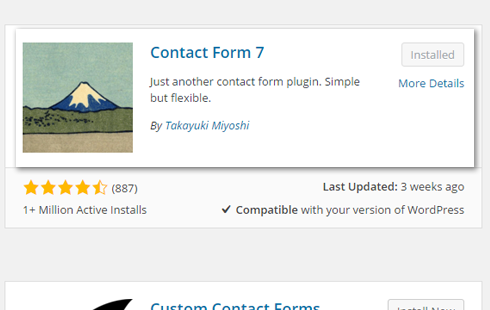 Contact Form 7
Installed
Just another contact form plugin. Simple
but flexible.
More Details
By Takayuki Miyoshi
(887)
Last Updated: 3 weeks ago
1+ Million Active Installs
Compatible with your version of WordPress
Custom Contact Forms
Install Now